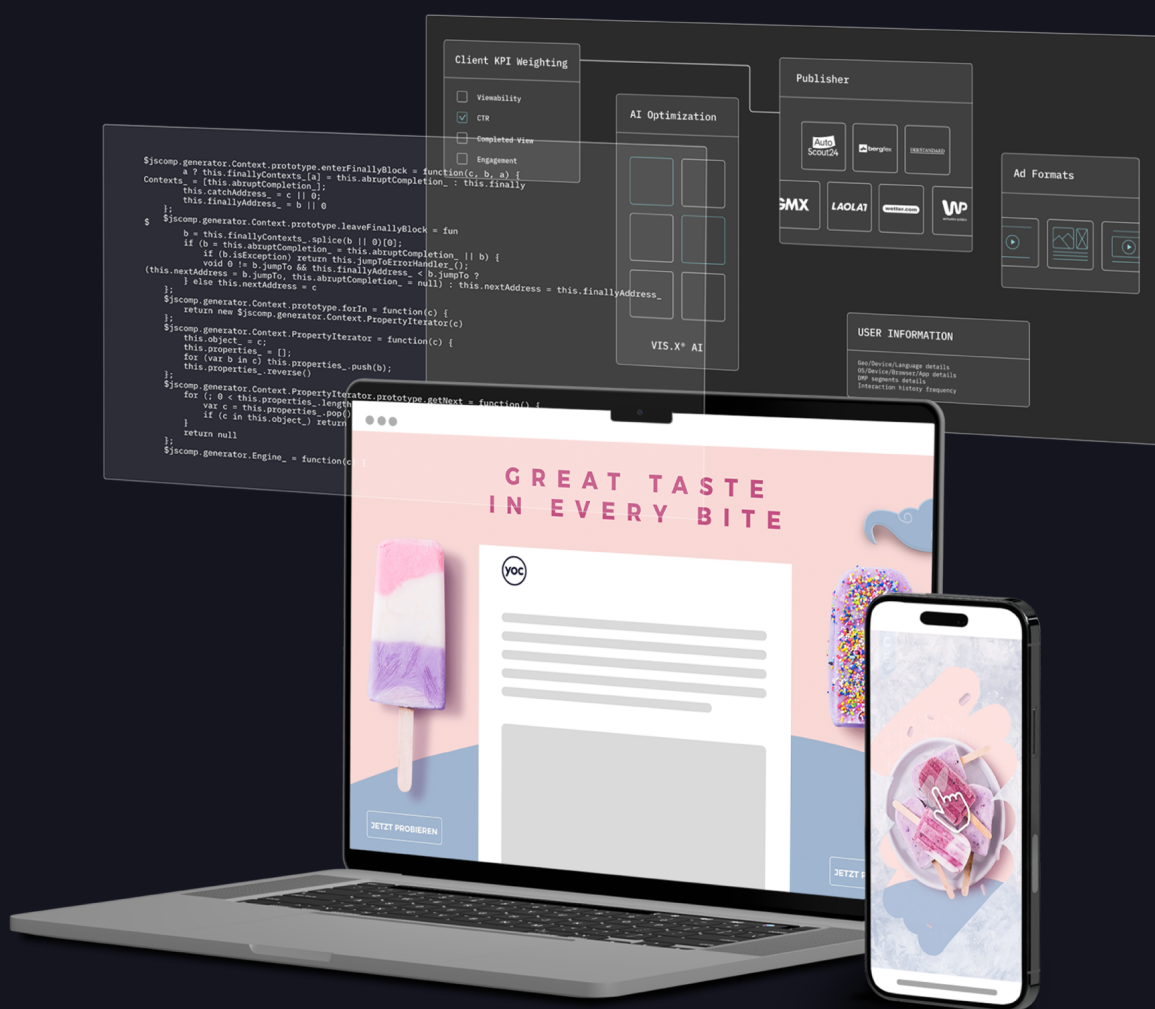 Client KPI Weighting
Viewability
CTR
Completed View
Engagement
AI Optimization
VIS.X® AI
Publisher
Auto
Scout24
bergfex
DERSTANDARD
GMX
LAOLA1
wetter.com
WP
Ad Formats
USER INFORMATION
Geo/Device/Language details
OS/Device/Browser/App details
DMP segments details
Interaction history frequency
$jscomp.generator.Context.prototype.enterFinallyBlock = function(c, b, a) {
a ? this.finallyContexts_[a] = this.abruptCompletion_ : this.finally
Contexts_ = [this.abruptCompletion_];
this.catchAddress_ = c || 0;
this.finallyAddress_ = b || 0
};
$jscomp.generator.Context.prototype.leaveFinallyBlock = fun
$
b = this.finallyContexts_.splice(b || 0)[0];
if (b = this.abruptCompletion_ = this.abruptCompletion_ || b) {
if (b.isException) return this.jumpToErrorHandler_();
void 0 != b.jumpTo && this.finallyAddress_ < b.jumpTo ?
(this.nextAddress = b.jumpTo, this.abruptCompletion_ = null) : this.nextAddress = this.finallyAddress_
} else this.nextAddress = c
};
$jscomp.generator.Context.prototype.forIn = function(c) {
return new $jscomp.generator.Context.PropertyIterator(c)
};
$jscomp.generator.Context.PropertyIterator = function(c) {
this.object_ = c;
this.properties_ = [];
for (var b in c) this.properties_.push(b);
this.properties_.reverse()
};
$jscomp.generator.Context.PropertyIterator.prototype.getNext = function() {
for (; 0 < this.properties_.length
var c = this.properties_.pop()
if (c in this.object_) return
}
return null
};
$jscomp.generator.Engine_ = function(c) {
GREAT TASTE
IN EVERY BITE
yoc
JETZT PROBIEREN
JETZT P